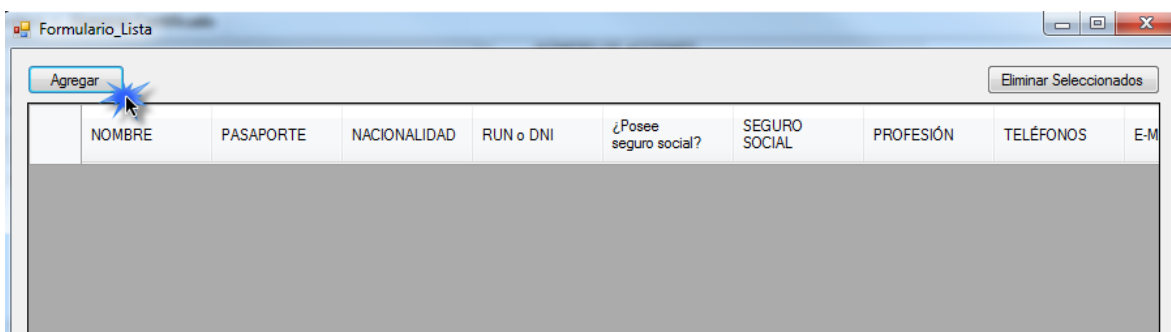 Formulario_Lista
Agregar
Eliminar Seleccionados
NOMBRE PASAPORTE NACIONALIDAD RUN o DNI ¿Posee seguro social? SEGURO SOCIAL PROFESIÓN TELÉFONOS E-M